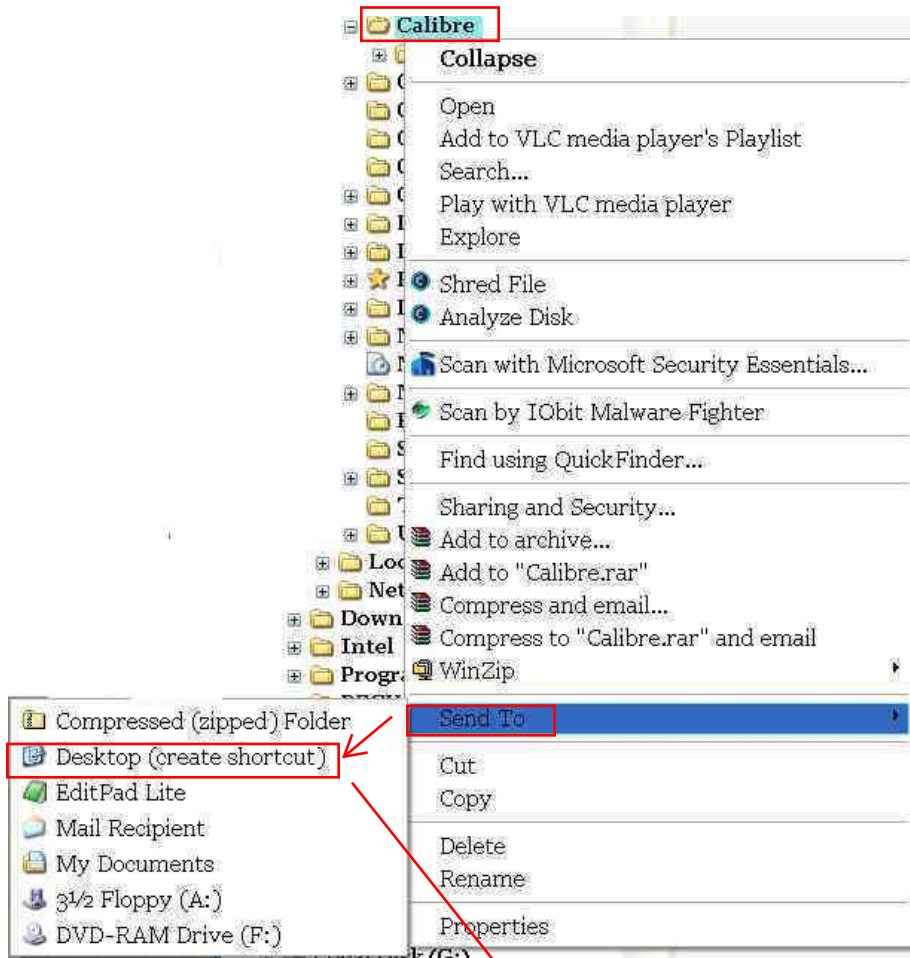 Calibre
Collapse
Open
Add to VLC media player's Playlist
Search...
Play with VLC media player
Explore
Shred File
Analyze Disk
Scan with Microsoft Security Essentials...
Scan by IObit Malware Fighter
Find using QuickFinder...
Sharing and Security...
Add to archive...
Loc
Add to "Calibre.rar"
Net
Compress and email...
Down
Compress to "Calibre.rar" and email
Intel
WinZip
Progra
Send To
Cut
Copy
Delete
Rename
Properties
Compressed (zipped) Folder
Desktop (create shortcut)
EditPad Lite
Mail Recipient
My Documents
3½ Floppy (A:)
DVD-RAM Drive (F:)
(G:)